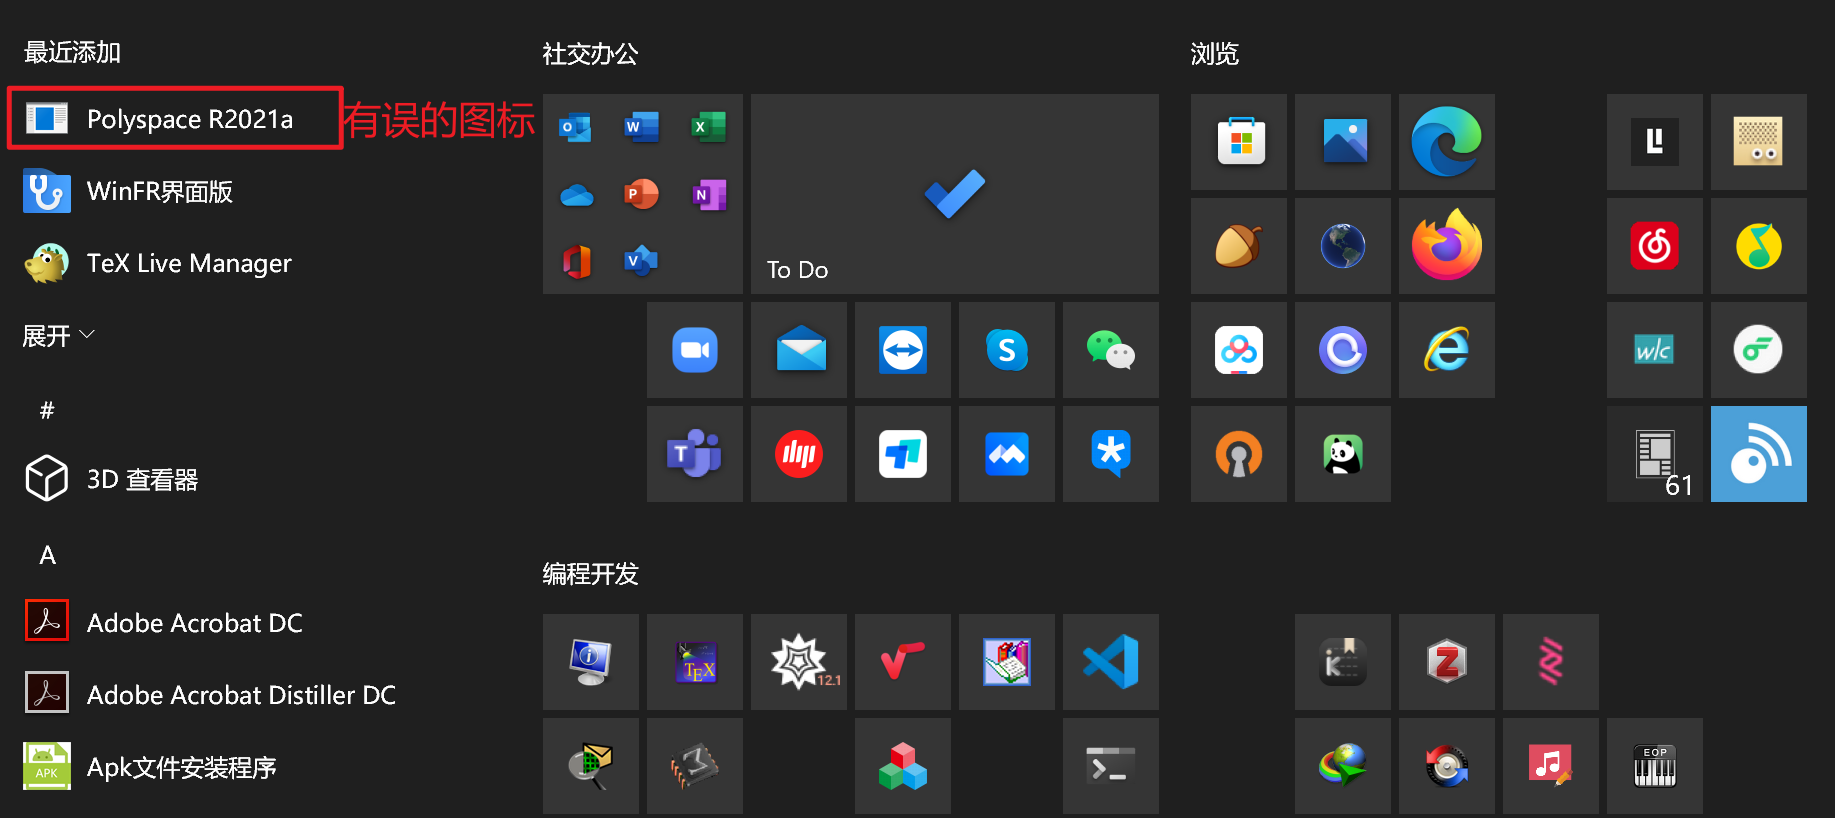 最近添加
Polyspace R2021a
有误的图标
WinFR界面版
TeX Live Manager
展开
#
3D 查看器
A
Adobe Acrobat DC
Adobe Acrobat Distiller DC
APK
Apk文件安装程序
社交办公
To Do
浏览
61
编程开发
TEX
12.1
EOP